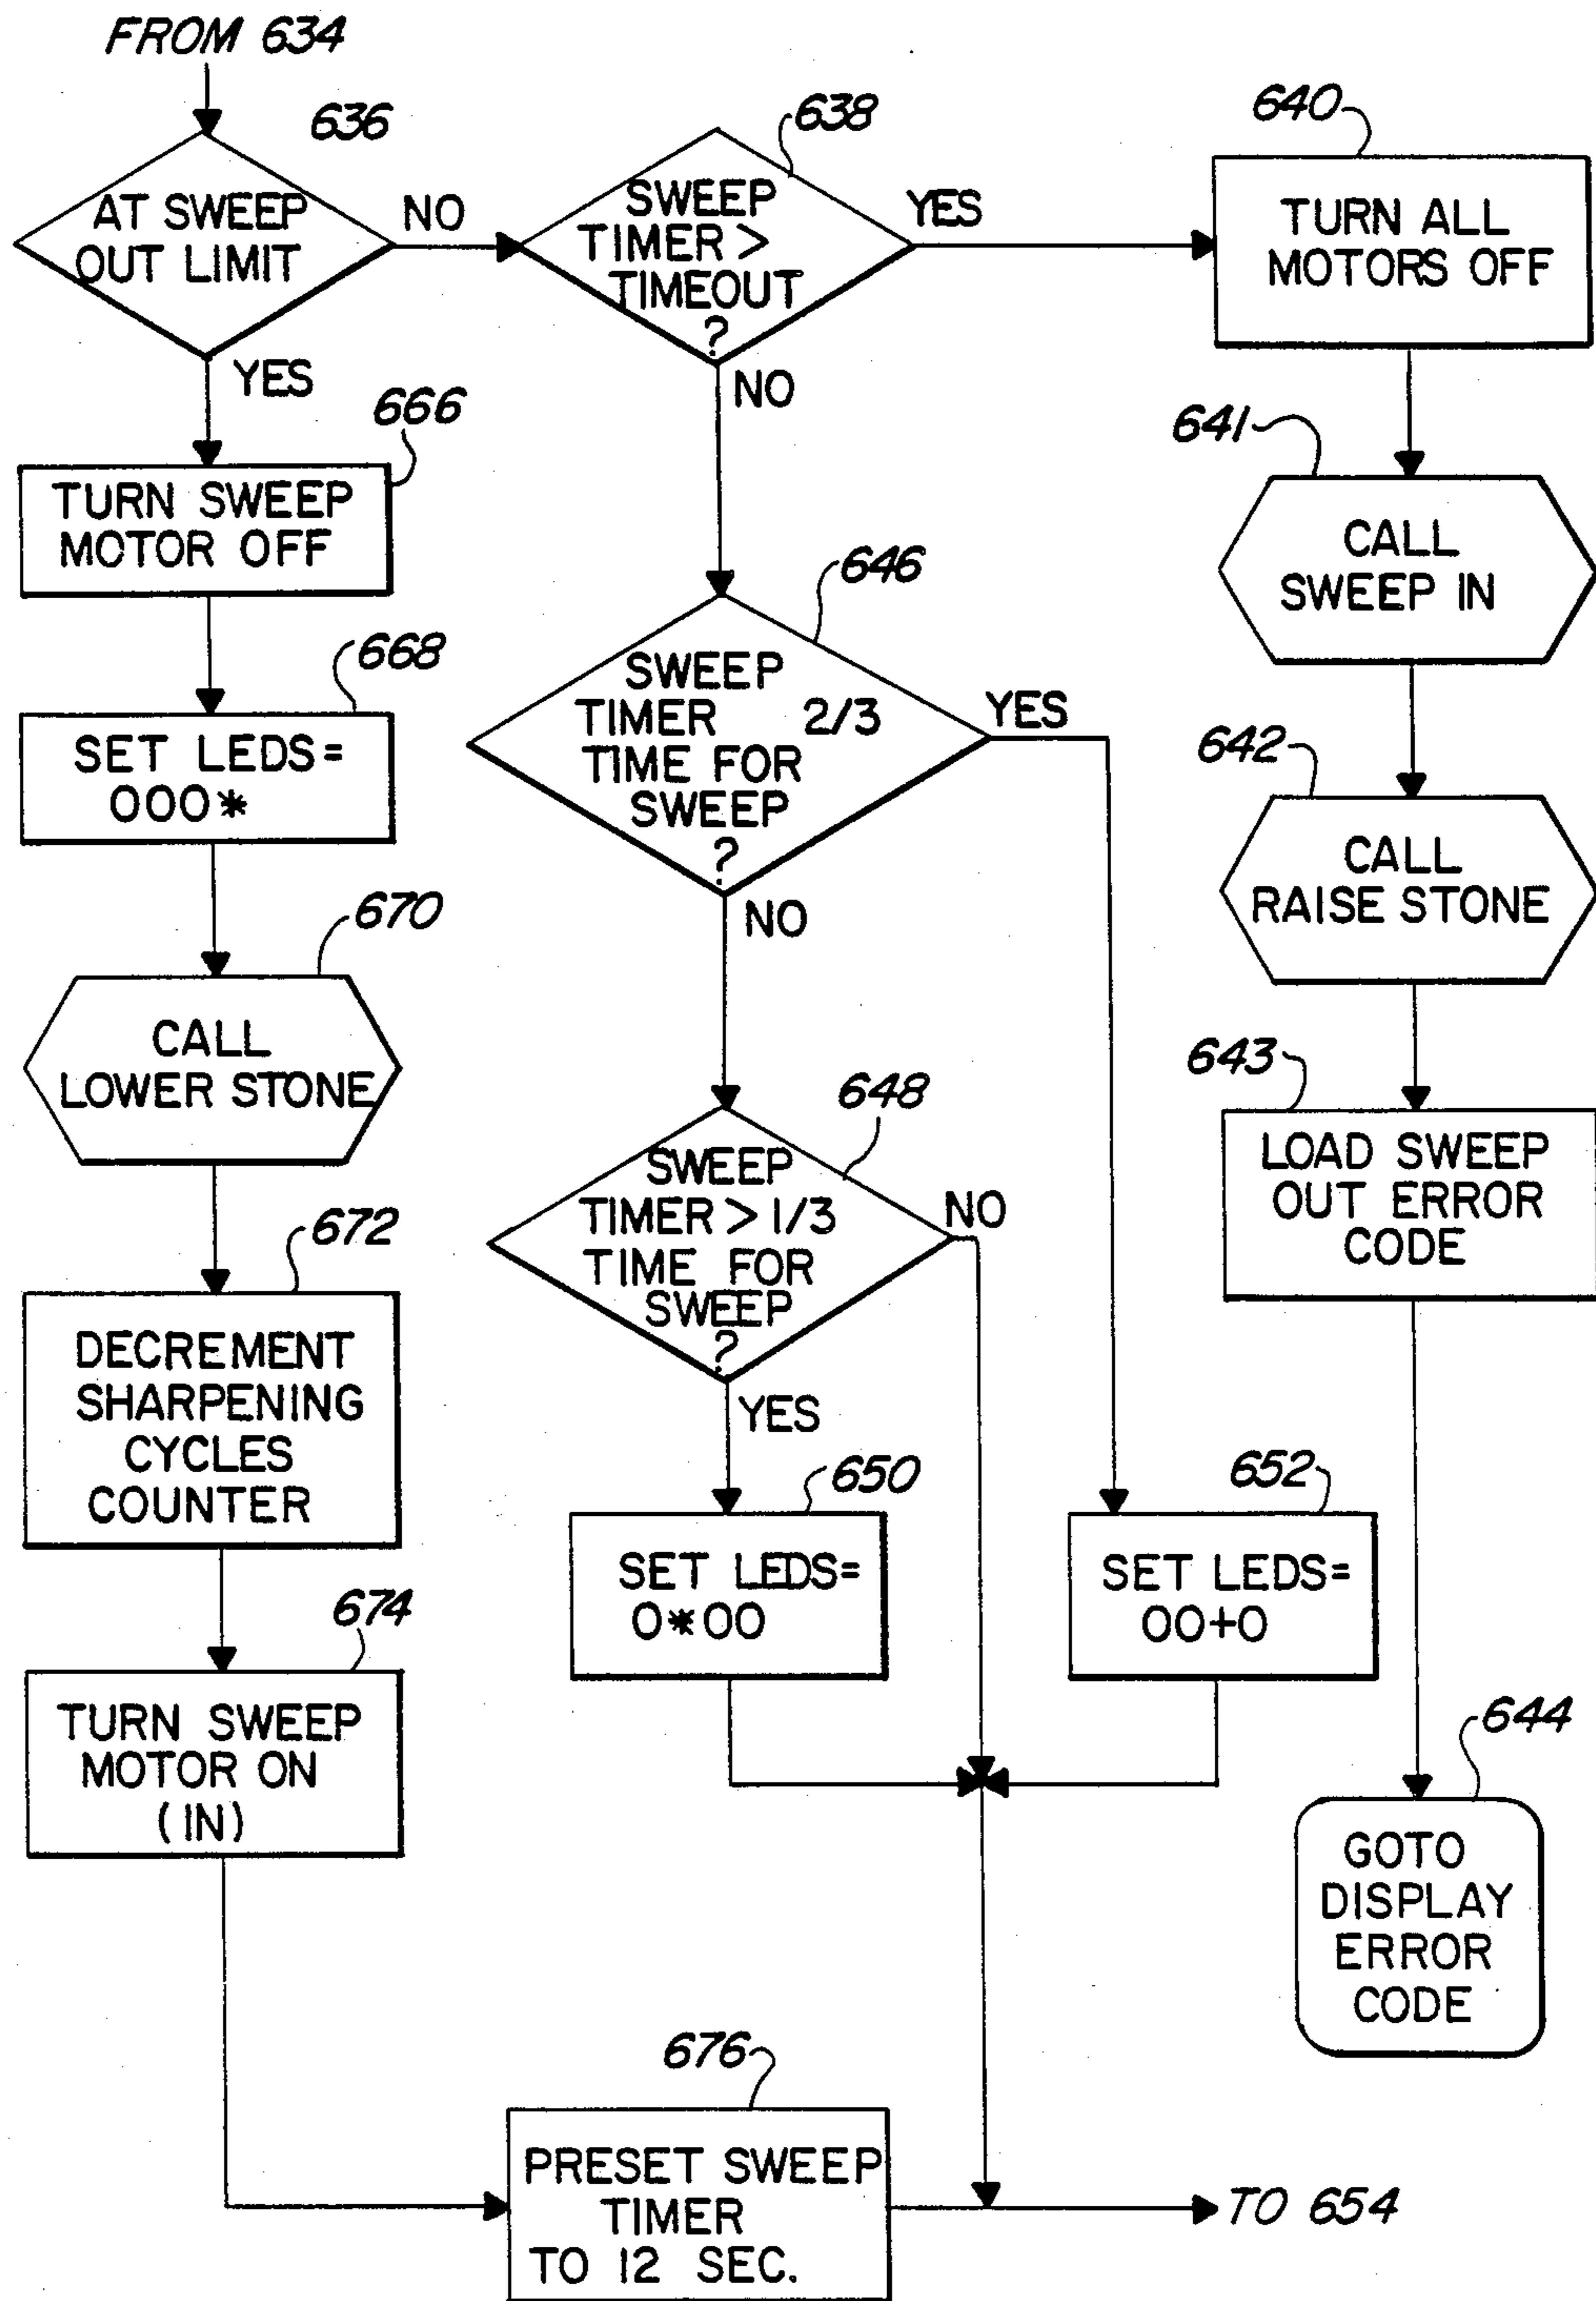 FROM 634
636
AT SWEEP
OUT LIMIT
NO
YES
638
SWEEP
TIMER >
TIMEOUT
?
YES
NO
640
TURN ALL
MOTORS OFF
666
TURN SWEEP
MOTOR OFF
641
CALL
SWEEP IN
646
SWEEP
TIMER 2/3
TIME FOR
SWEEP
?
YES
NO
668
SET LEDS=
000*
642
CALL
RAISE STONE
670
CALL
LOWER STONE
648
SWEEP
TIMER > 1/3
TIME FOR
SWEEP
?
NO
YES
643
LOAD SWEEP
OUT ERROR
CODE
672
DECREMENT
SHARPENING
CYCLES
COUNTER
650
SET LEDS=
0*00
652
SET LEDS=
00+0
674
TURN SWEEP
MOTOR ON
(IN)
644
GOTO
DISPLAY
ERROR
CODE
676
PRESET SWEEP
TIMER
TO 12 SEC.
TO 654